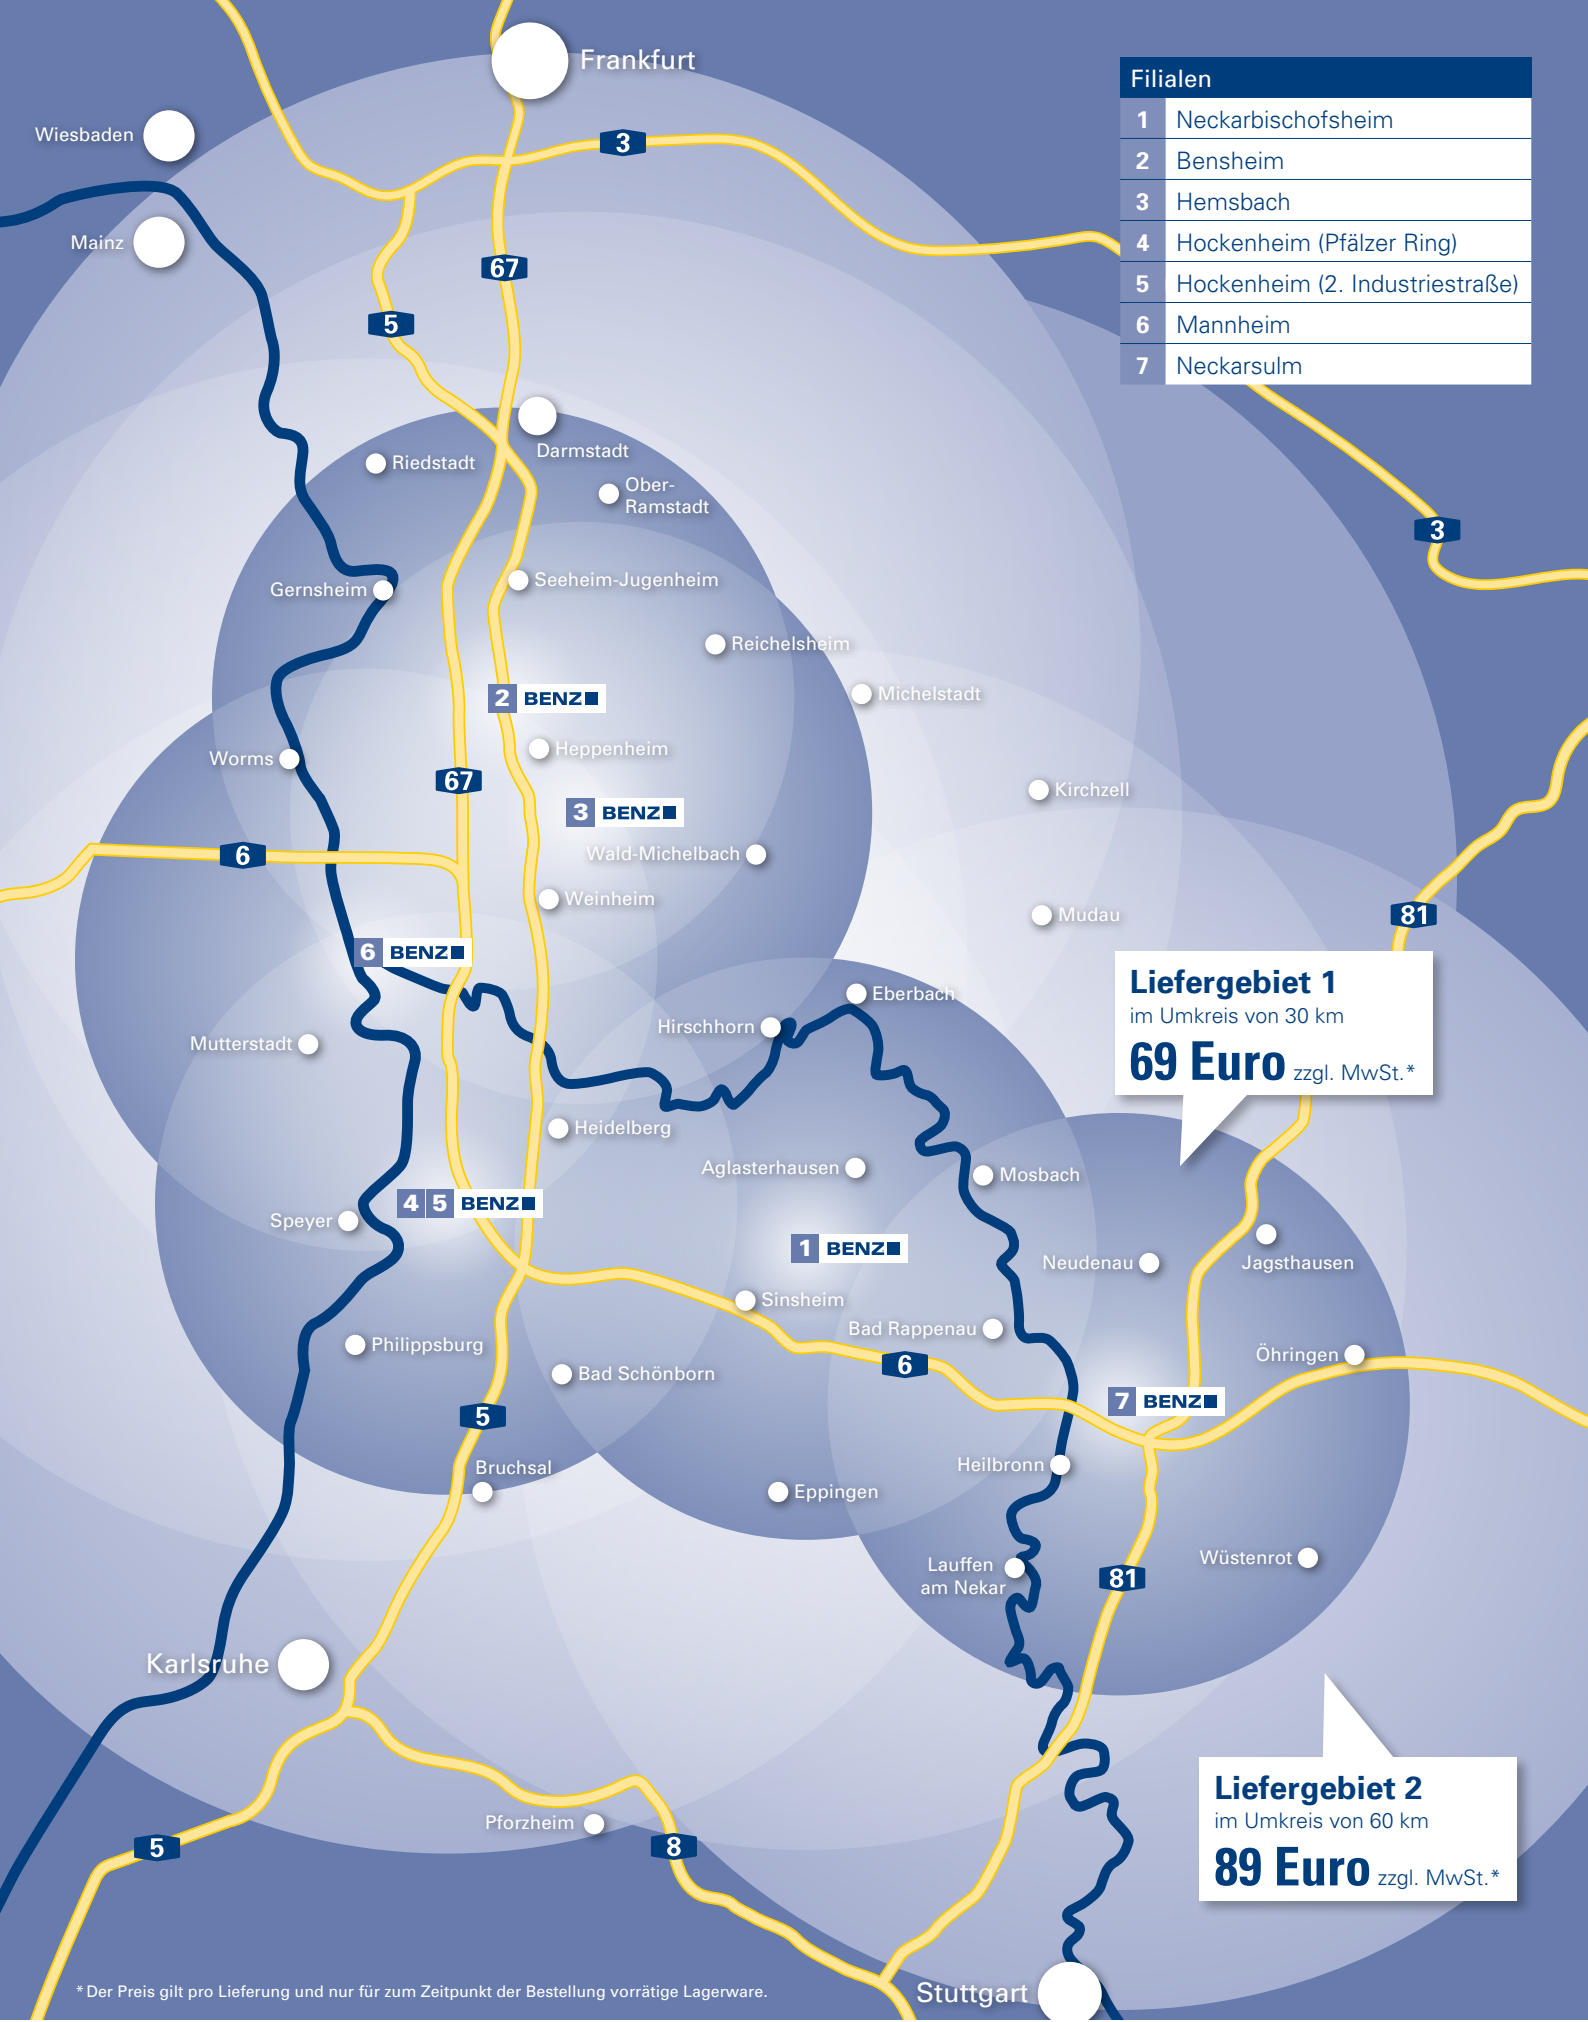 Frankfurt
Wiesbaden
3
Mainz
67
5
Filialen
1 Neckarbischofsheim
2 Bensheim
3 Hemsbach
4 Hockenheim (Pfälzer Ring)
5 Hockenheim (2. Industriestraße)
6 Mannheim
7 Neckarsulm
Darmstadt
Riedstadt
Ober-
Ramstadt
3
Gernsheim
Seeheim-Jugenheim
Reichelsheim
Michelstadt
2 BENZ
Heppenheim
Worms
67
Kirchzell
3 BENZ
6
Wald-Michelbach
Weinheim
Mudau
81
6 BENZ
Liefergebiet 1
im Umkreis von 30 km
69 Euro zzgl. MwSt.*
Eberbach
Hirschhorn
Mutterstadt
Heidelberg
Aglasterhausen
Mosbach
4 5 BENZ
Speyer
1 BENZ
Neudenau
Jagsthausen
Sinsheim
Bad Rappenau
Philippsburg
Öhringen
6
Bad Schönborn
7 BENZ
5
Bruchsal
Heilbronn
Eppingen
Lauffen
am Nekar
Wüstenrot
81
Karlsruhe
Liefergebiet 2
im Umkreis von 60 km
89 Euro zzgl. MwSt.*
Pforzheim
5
8
* Der Preis gilt pro Lieferung und nur für zum Zeitpunkt der Bestellung vorrätige Lagerware.
Stuttgart